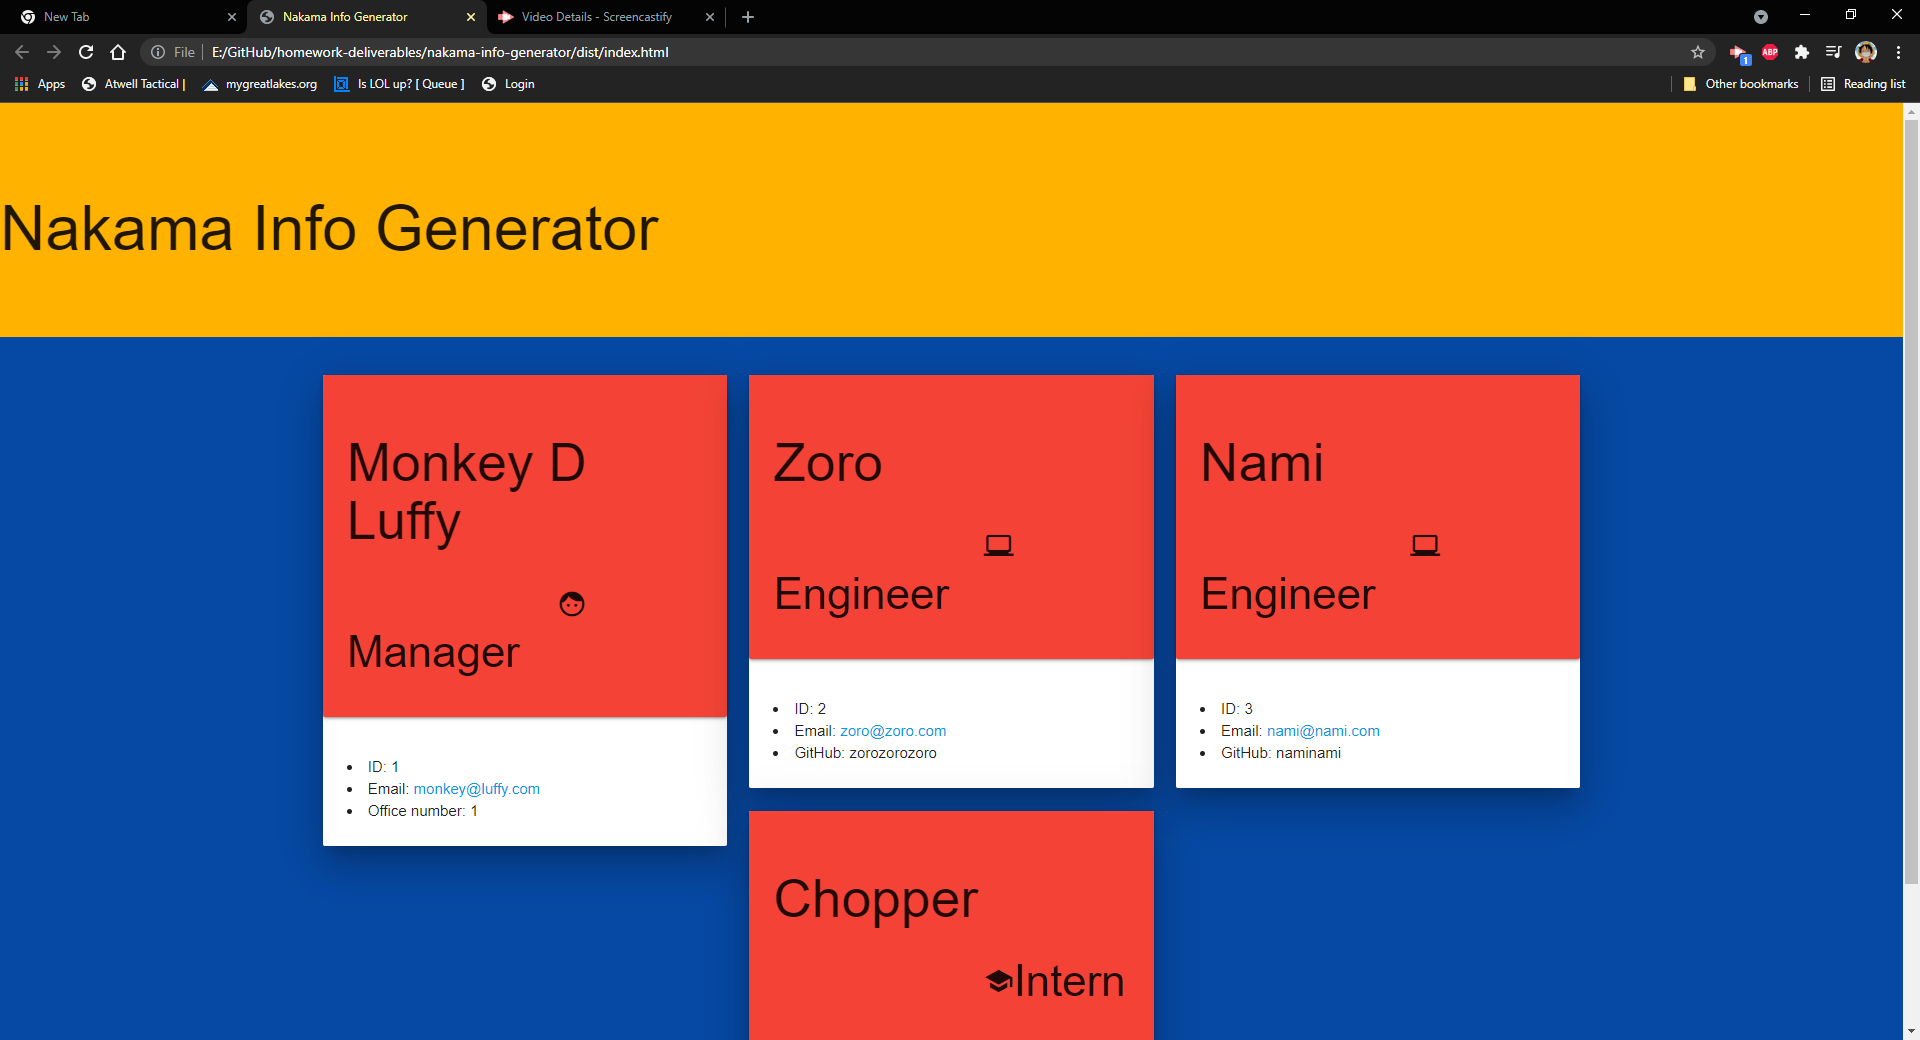 New Tab
Nakama Info Generator
Video Details - Screencastify
File
E:/GitHub/homework-deliverables/nakama-info-generator/dist/index.html
1
ABP
Apps
Atwell Tactical |
mygreatlakes.org
Is LOL up? [ Queue ]
Login
Other bookmarks
Reading list
Nakama Info Generator
Monkey D
Luffy
Manager
ID: 1
Email: monkey@luffy.com
Office number: 1
Zoro
Engineer
ID: 2
Email: zoro@zoro.com
GitHub: zorozorozoro
Nami
Engineer
ID: 3
Email: nami@nami.com
GitHub: naminami
Chopper
Intern